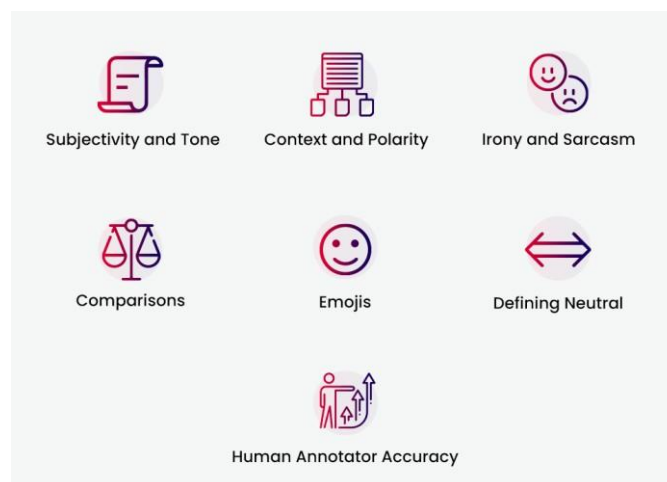 Subjectivity and Tone
Context and Polarity
Irony and Sarcasm
Comparisons
Emojis
Defining Neutral
Human Annotator Accuracy